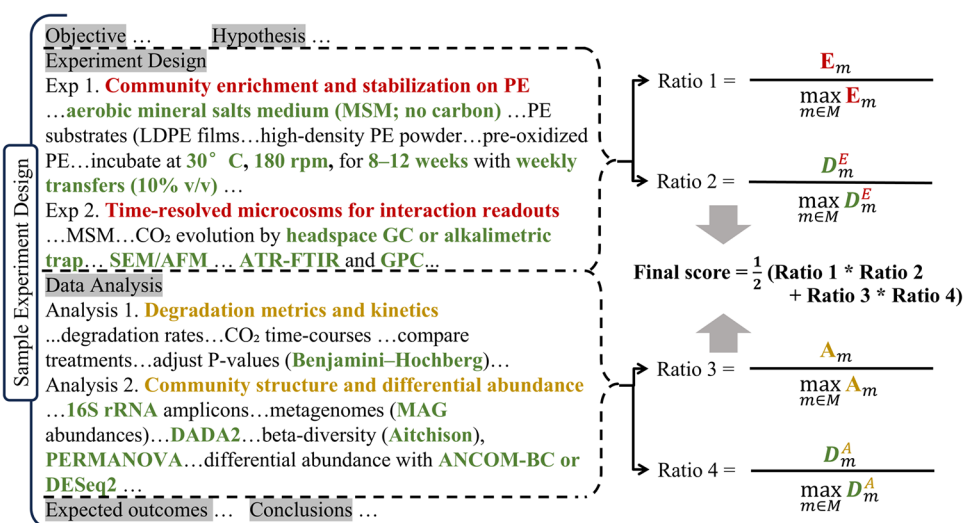 Sample Experiment Design
Objective … Hypothesis …
Experiment Design
Exp 1. Community enrichment and stabilization on PE
…aerobic mineral salts medium (MSM; no carbon) …PE
substrates (LDPE films…high-density PE powder…pre-oxidized
PE…incubate at 30° C, 180 rpm, for 8–12 weeks with weekly
transfers (10% v/v) …
Exp 2. Time-resolved microcosms for interaction readouts
…MSM…CO₂ evolution by headspace GC or alkalimetric
trap… SEM/AFM … ATR-FTIR and GPC...
Data Analysis
Analysis 1. Degradation metrics and kinetics
...degradation rates…CO₂ time-courses …compare
treatments…adjust P-values (Benjamini–Hochberg)…
Analysis 2. Community structure and differential abundance
…16S rRNA amplicons…metagenomes (MAG
abundances)…DADA2…beta-diversity (Aitchison),
PERMANOVA…differential abundance with ANCOM-BC or
DESeq2 …
Expected outcomes … Conclusions …
Ratio 1 = E_m / max_{m∈M} E_m
Ratio 2 = D_m^E / max_{m∈M} D_m^E
Final score = 1/2 (Ratio 1 * Ratio 2
+ Ratio 3 * Ratio 4)
Ratio 3 = A_m / max_{m∈M} A_m
Ratio 4 = D_m^A / max_{m∈M} D_m^A